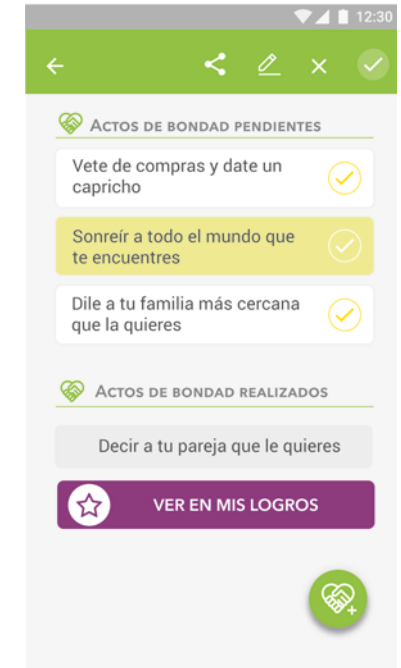 12:30
ACTOS DE BONDAD PENDIENTES
Vete de compras y date un
capricho
Sonreír a todo el mundo que
te encuentres
Dile a tu familia más cercana
que la quieres
ACTOS DE BONDAD REALIZADOS
Decir a tu pareja que le quieres
VER EN MIS LOGROS